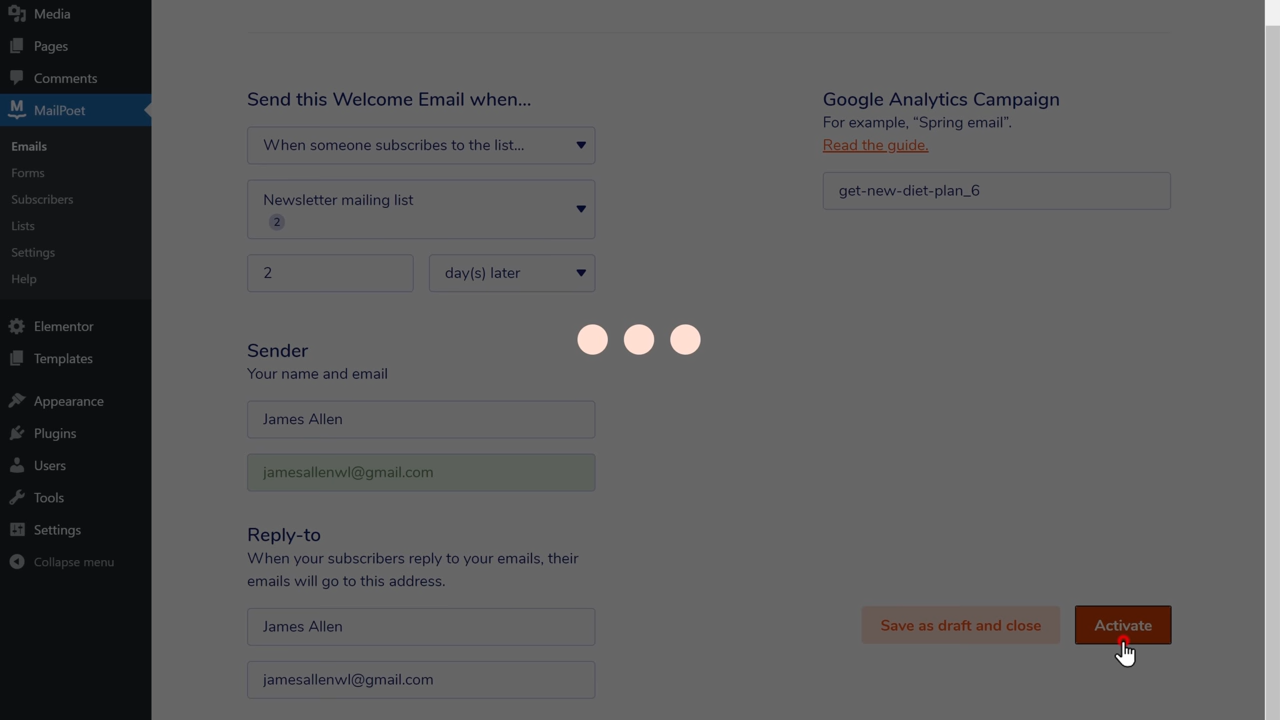 Media
Pages
Comments
MailPoet
Emails
Forms
Subscribers
Lists
Settings
Help
Elementor
Templates
Appearance
Plugins
Users
Tools
Settings
Collapse menu
Send this Welcome Email when...
When someone subscribes to the list...
Newsletter mailing list
2
2 day(s) later
Sender
Your name and email
James Allen
jamesallenwl@gmail.com
Reply-to
When your subscribers reply to your emails, their
emails will go to this address.
James Allen
jamesallenwl@gmail.com
Google Analytics Campaign
For example, “Spring email”.
Read the guide.
get-new-diet-plan_6
Save as draft and close
Activate